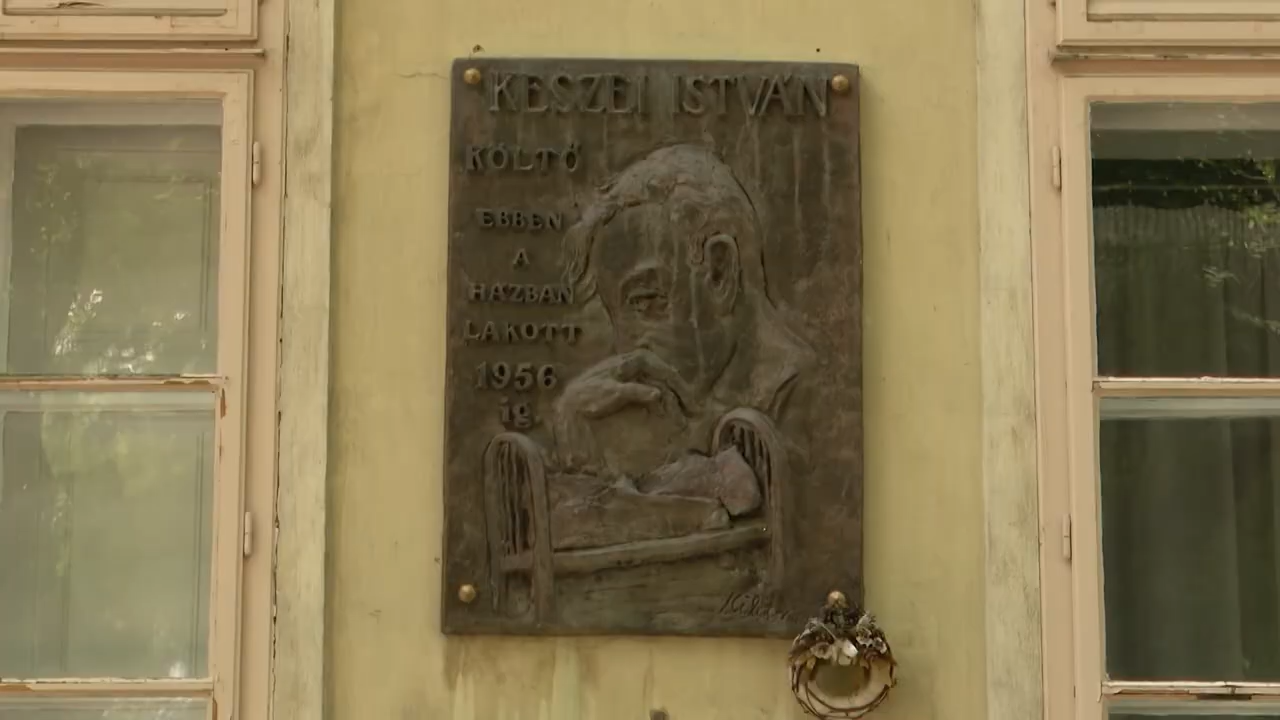 KESZEI ISTVÁN
KÖLTŐ
EBBEN
A
HÁZBAN
LAKOTT
1956
ig.